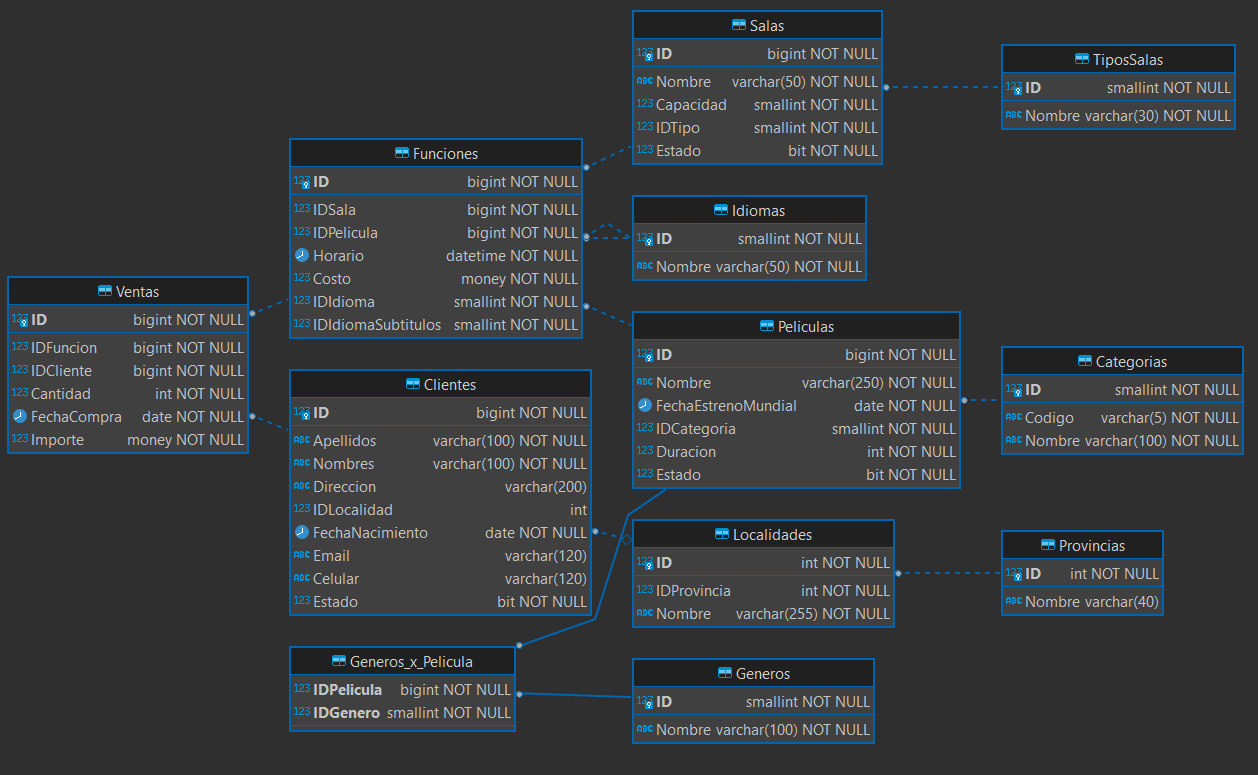 Salas
123 ID bigint NOT NULL
ABC Nombre varchar(50) NOT NULL
123 Capacidad smallint NOT NULL
123 IDTipo smallint NOT NULL
123 Estado bit NOT NULL
TiposSalas
123 ID smallint NOT NULL
ABC Nombre varchar(30) NOT NULL
Funciones
123 ID bigint NOT NULL
123 IDSala bigint NOT NULL
123 IDPelicula bigint NOT NULL
Horario datetime NOT NULL
123 Costo money NOT NULL
123 IDIdioma smallint NOT NULL
123 IDIdiomaSubtitulos smallint NOT NULL
Idiomas
123 ID smallint NOT NULL
ABC Nombre varchar(50) NOT NULL
Ventas
123 ID bigint NOT NULL
123 IDFuncion bigint NOT NULL
123 IDCliente bigint NOT NULL
123 Cantidad int NOT NULL
FechaCompra date NOT NULL
123 Importe money NOT NULL
Peliculas
123 ID bigint NOT NULL
ABC Nombre varchar(250) NOT NULL
FechaEstrenoMundial date NOT NULL
123 IDCategoria smallint NOT NULL
123 Duracion int NOT NULL
123 Estado bit NOT NULL
Categorias
123 ID smallint NOT NULL
ABC Codigo varchar(5) NOT NULL
ABC Nombre varchar(100) NOT NULL
Clientes
123 ID bigint NOT NULL
ABC Apellidos varchar(100) NOT NULL
ABC Nombres varchar(100) NOT NULL
ABC Direccion varchar(200)
123 IDLocalidad int
FechaNacimiento date NOT NULL
ABC Email varchar(120)
ABC Celular varchar(120)
123 Estado bit NOT NULL
Localidades
123 ID int NOT NULL
123 IDProvincia int NOT NULL
ABC Nombre varchar(255) NOT NULL
Provincias
123 ID int NOT NULL
ABC Nombre varchar(40)
Generos_x_Pelicula
123 IDPelicula bigint NOT NULL
123 IDGenero smallint NOT NULL
Generos
123 ID smallint NOT NULL
ABC Nombre varchar(100) NOT NULL